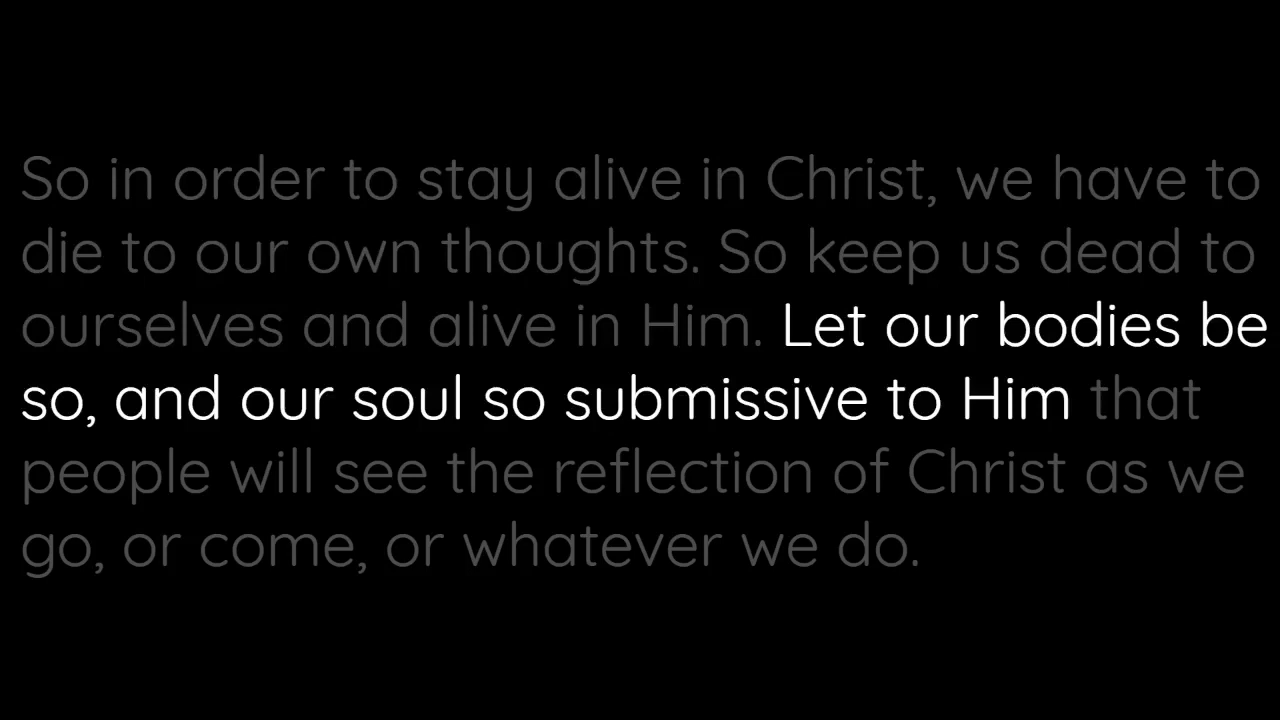 So in order to stay alive in Christ, we have to
die to our own thoughts. So keep us dead to
ourselves and alive in Him. Let our bodies be
so, and our soul so submissive to Him that
people will see the reflection of Christ as we
go, or come, or whatever we do.